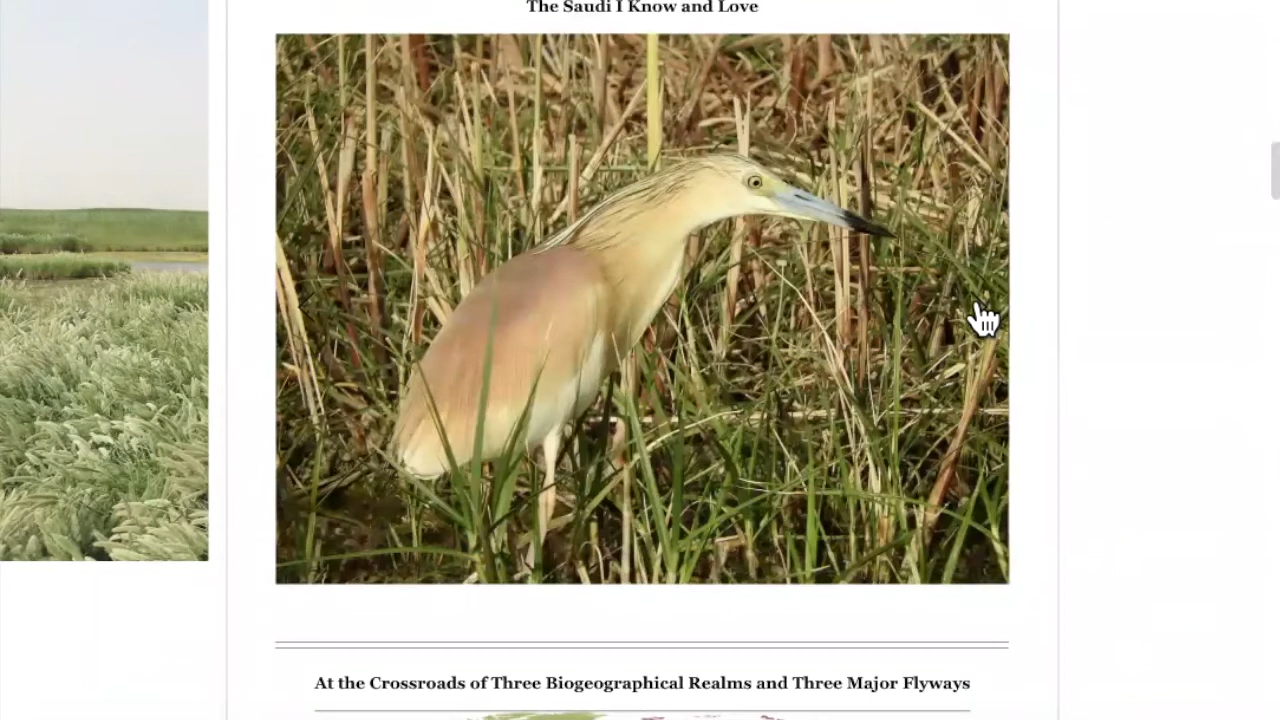 The Saudi I Know and Love
At the Crossroads of Three Biogeographical Realms and Three Major Flyways